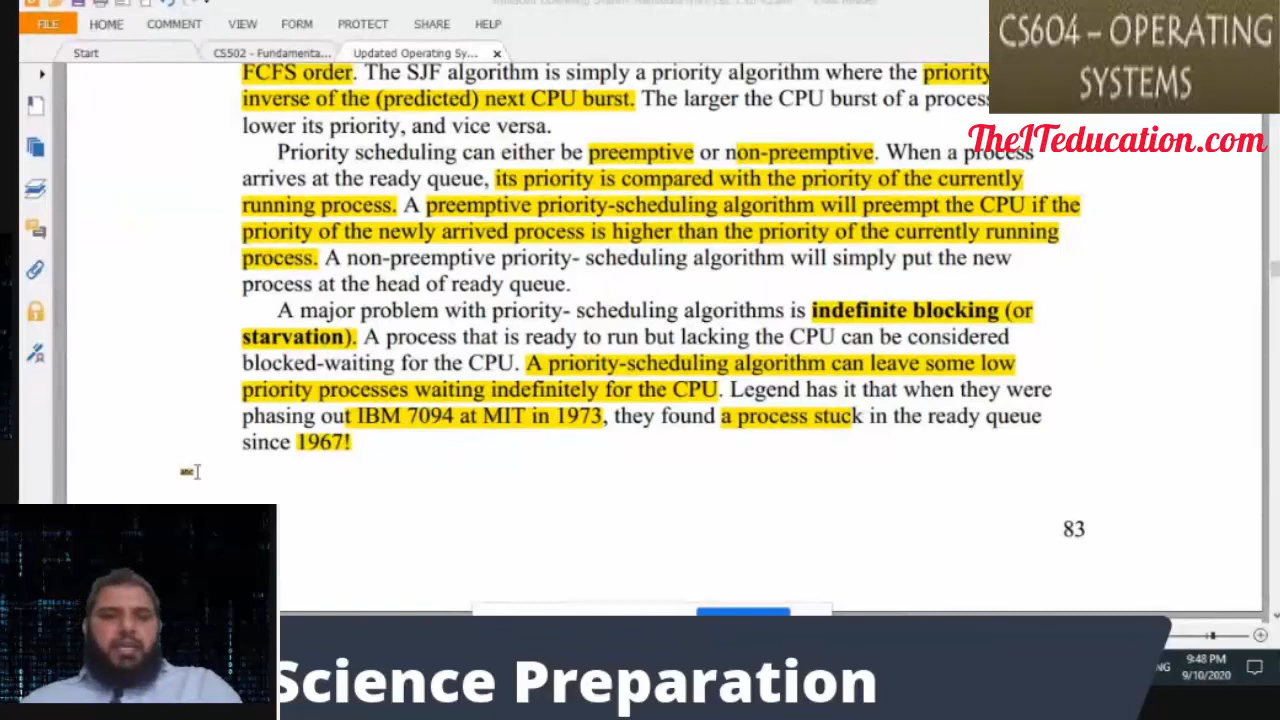 FILE HOME COMMENT VIEW FORM PROTECT SHARE HELP
Start CS502 – Fundamenta... Updated Operating Sy... ×
CS604 – OPERATING
SYSTEMS
TheITeducation.com
FCFS order. The SJF algorithm is simply a priority algorithm where the priority
inverse of the (predicted) next CPU burst. The larger the CPU burst of a process
lower its priority, and vice versa.
Priority scheduling can either be preemptive or non-preemptive. When a process
arrives at the ready queue, its priority is compared with the priority of the currently
running process. A preemptive priority-scheduling algorithm will preempt the CPU if the
priority of the newly arrived process is higher than the priority of the currently running
process. A non-preemptive priority- scheduling algorithm will simply put the new
process at the head of ready queue.
A major problem with priority- scheduling algorithms is indefinite blocking (or
starvation). A process that is ready to run but lacking the CPU can be considered
blocked-waiting for the CPU. A priority-scheduling algorithm can leave some low
priority processes waiting indefinitely for the CPU. Legend has it that when they were
phasing out IBM 7094 at MIT in 1973, they found a process stuck in the ready queue
since 1967!
83
Science Preparation
NG 9:48 PM
9/10/2020